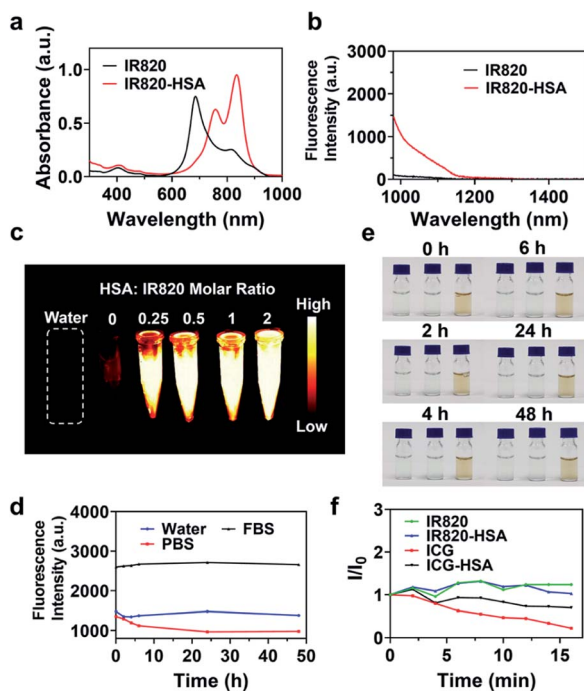 a
Absorbance (a.u.)
1.0
0.5
0.0
IR820
IR820-HSA
400 600 800 1000
Wavelength (nm)
b
Fluorescence
Intensity (a.u.)
3000
2000
1000
0
IR820
IR820-HSA
1000 1200 1400
Wavelength (nm)
c
HSA: IR820 Molar Ratio
Water 0 0.25 0.5 1 2
High
Low
e
0 h 6 h
2 h 24 h
4 h 48 h
d
Fluorescence
Intensity (a.u.)
4000
3000
2000
1000
Water FBS
PBS
0 10 20 30 40 50
Time (h)
f
I/I0
2
1
0
IR820
IR820-HSA
ICG
ICG-HSA
0 5 10 15
Time (min)